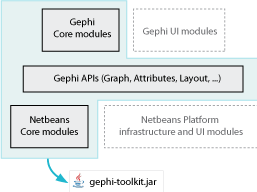 Gephi
Core modules
Gephi UI modules
Gephi APIs (Graph, Attributes, Layout, ...)
Netbeans
Core modules
Netbeans Platform
infrastructure and UI modules
gephi-toolkit.jar